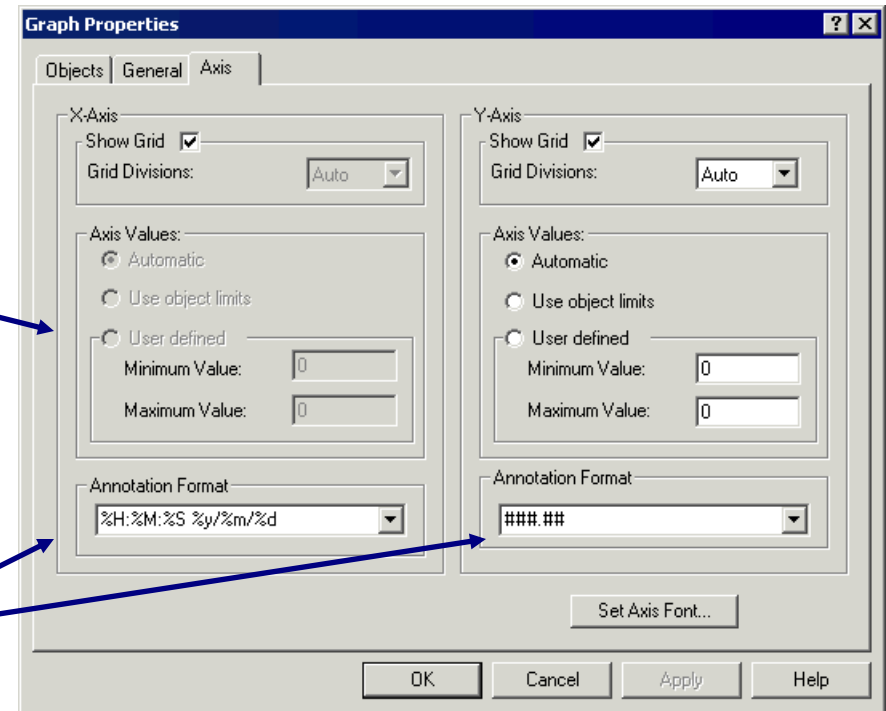 Graph Properties
Objects General Axis
X-Axis
Show Grid
Grid Divisions: Auto
Axis Values:
Automatic
Use object limits
User defined
Minimum Value: 0
Maximum Value: 0
Annotation Format
%H:%M:%S %y/%m/%d
Y-Axis
Show Grid
Grid Divisions: Auto
Axis Values:
Automatic
Use object limits
User defined
Minimum Value: 0
Maximum Value: 0
Annotation Format
###.##
Set Axis Font...
OK Cancel Apply Help